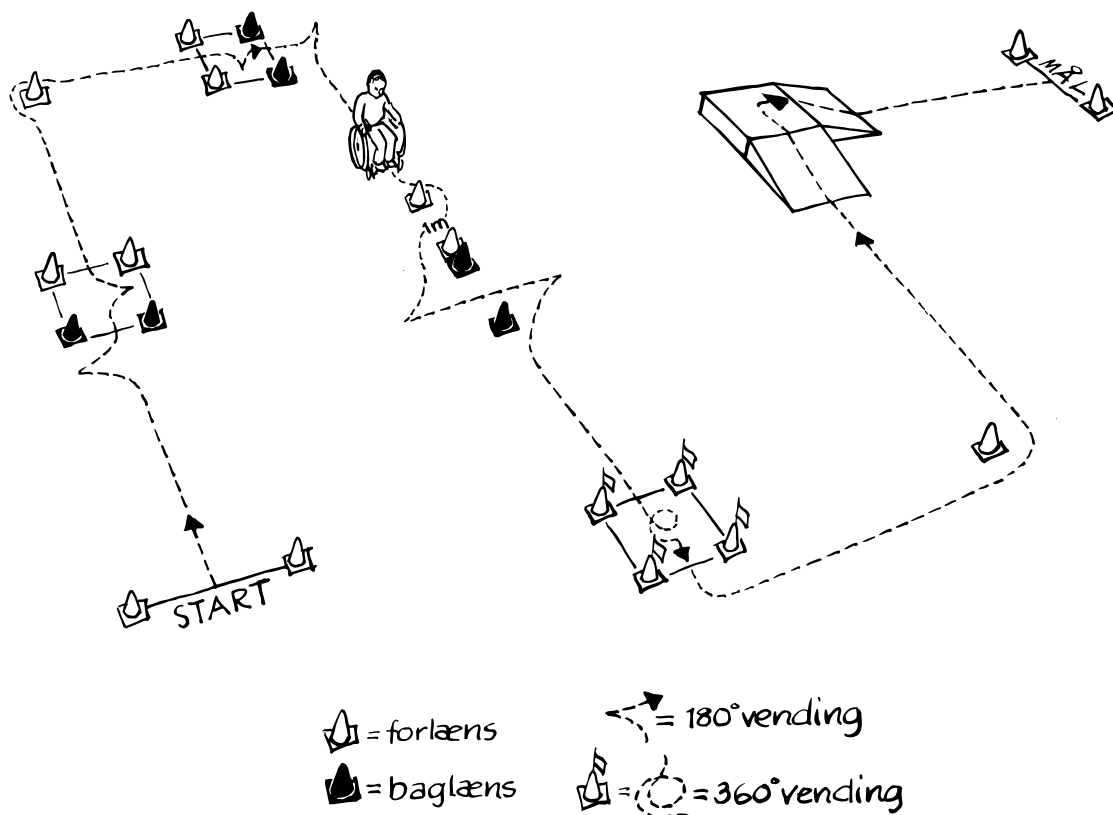 MÅL
1m
START
= forlæns
= 180° vending
= baglæns
= = 360° vending